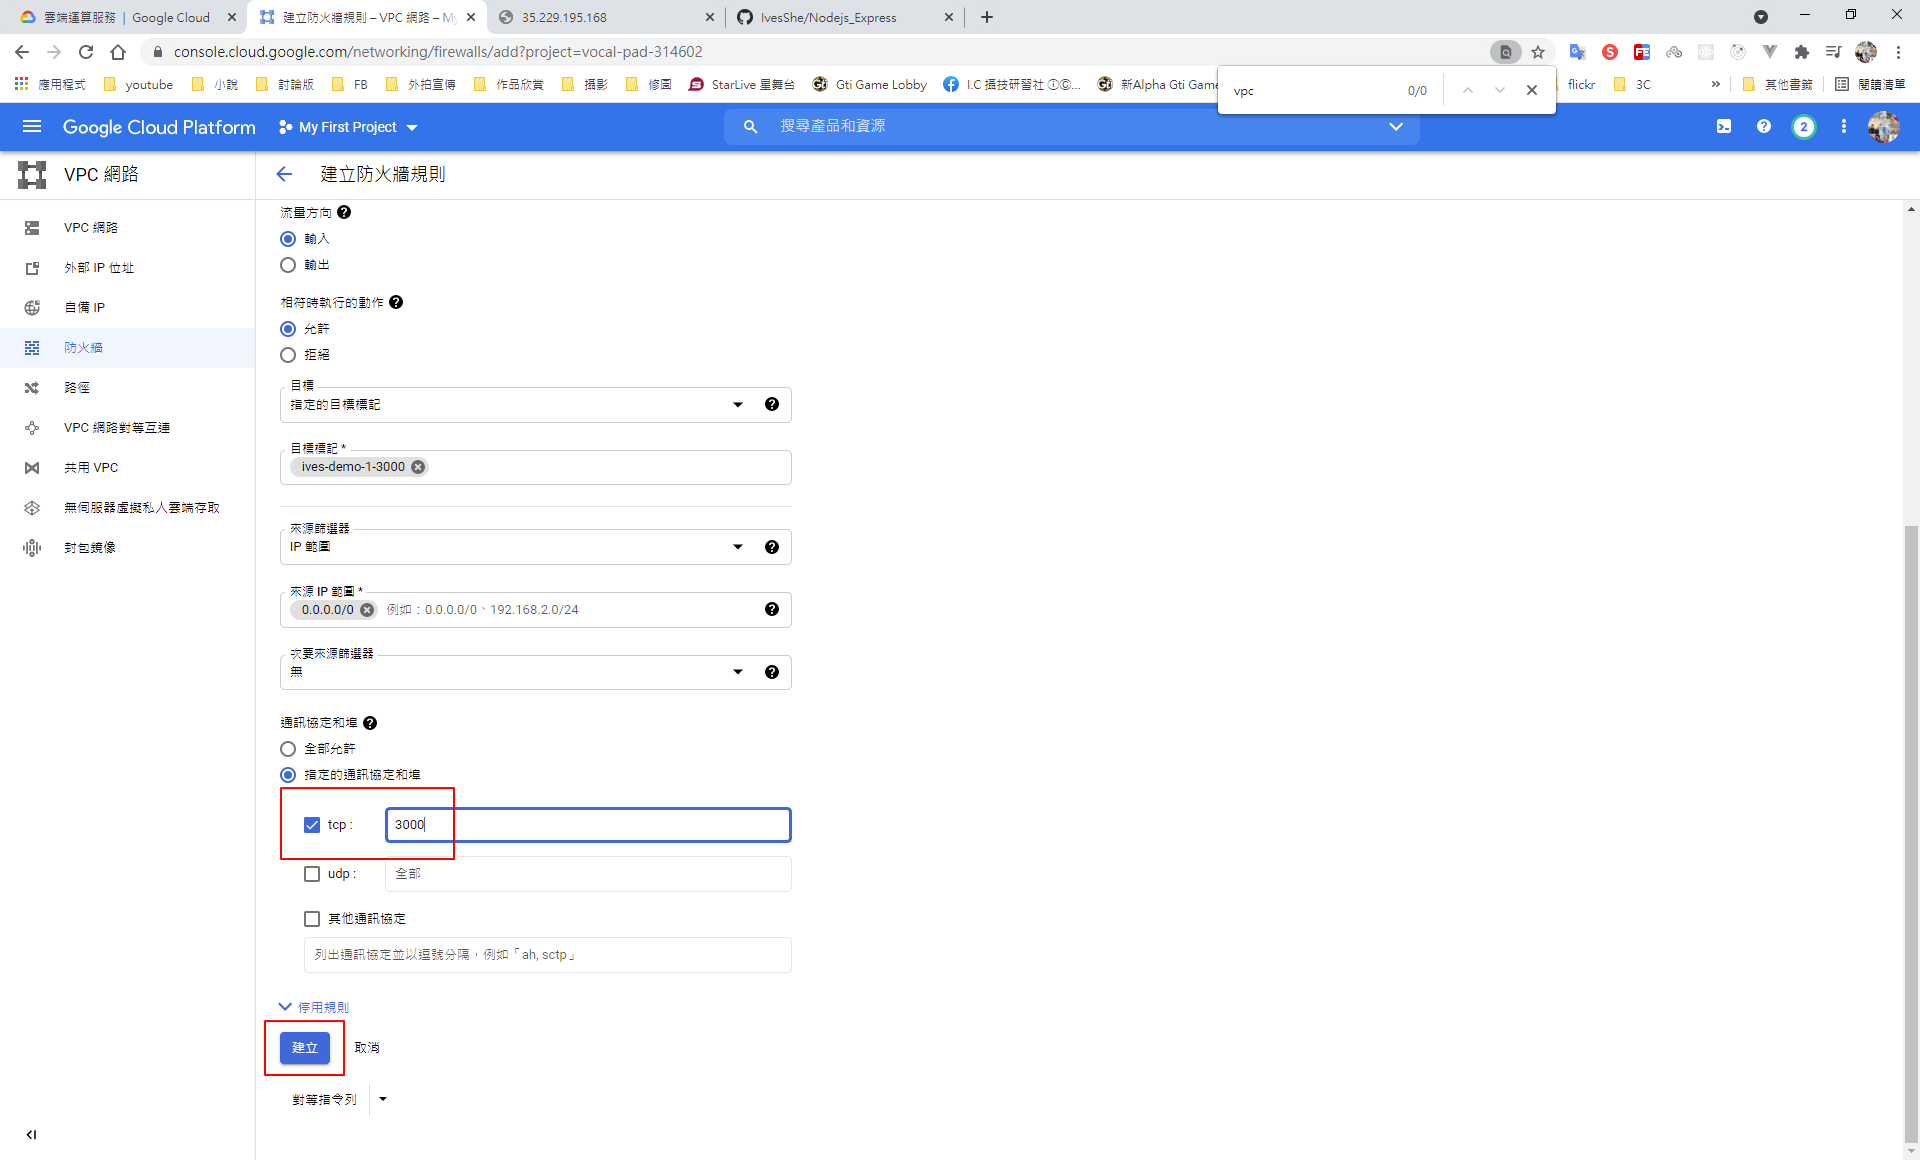 雲端運算服務 | Google Cloud
建立防火牆規則 – VPC 網路 – My
35.229.195.168
IvesShe/Nodejs_Express
console.cloud.google.com/networking/firewalls/add?project=vocal-pad-314602
應用程式
youtube
小說
討論版
FB
外拍宣傳
作品欣賞
攝影
修圖
StarLive 星舞台
Gti Game Lobby
I.C 攝技研習社 ⓘⒸ...
新Alpha Gti Game
flickr
3C
»
其他書籤
閱讀清單
vpc
0/0
Google Cloud Platform
My First Project
搜尋產品和資源
2
VPC 網路
建立防火牆規則
VPC 網路
外部 IP 位址
自備 IP
防火牆
路徑
VPC 網路對等互連
共用 VPC
無伺服器虛擬私人雲端存取
封包鏡像
流量方向
輸入
輸出
相符時執行的動作
允許
拒絕
目標
指定的目標標記
目標標記 *
ives-demo-1-3000
來源篩選器
IP 範圍
來源 IP 範圍 *
0.0.0.0/0
例如：0.0.0.0/0、192.168.2.0/24
次要來源篩選器
無
通訊協定和埠
全部允許
指定的通訊協定和埠
tcp :
3000
udp :
全部
其他通訊協定
列出通訊協定並以逗號分隔，例如「ah, sctp」
停用規則
建立
取消
對等指令列